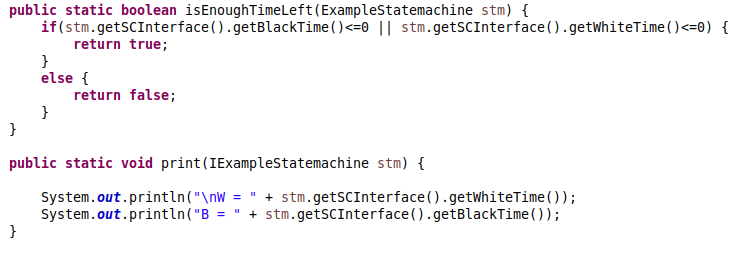 public static boolean isEnoughTimeLeft(ExampleStatemachine stm) {
    if(stm.getSCInterface().getBlackTime()<=0 || stm.getSCInterface().getWhiteTime()<=0) {
        return true;
    }
    else {
        return false;
    }
}

public static void print(IExampleStatemachine stm) {

    System.out.println("\nW = " + stm.getSCInterface().getWhiteTime());
    System.out.println("B = " + stm.getSCInterface().getBlackTime());
}